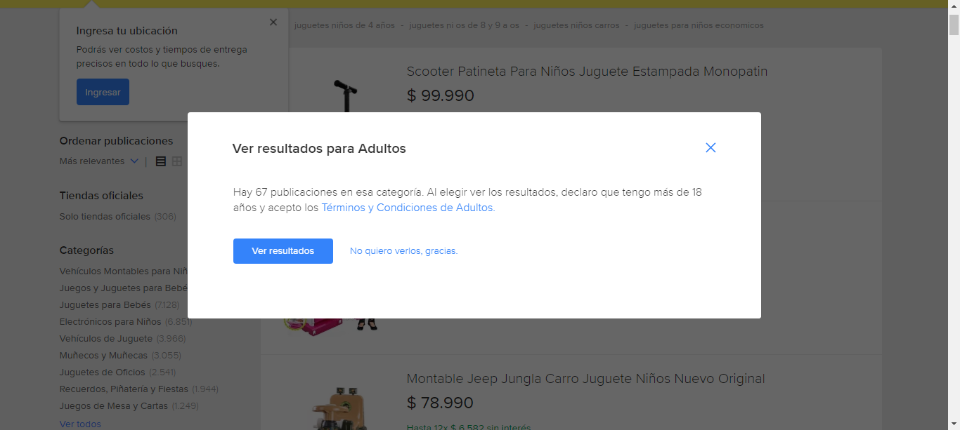 juguetes niños de 4 años - juguetes ni os de 8 y 9 a os - juguetes niños carros - juguetes para niños economicos
Ingresa tu ubicación
Podrás ver costos y tiempos de entrega
precisos en todo lo que busques.
Ingresar
Scooter Patineta Para Niños Juguete Estampada Monopatin
$ 99.990
Ordenar publicaciones
Más relevantes
Tiendas oficiales
Solo tiendas oficiales (306)
Categorías
Vehículos Montables para Niñ
Juegos y Juguetes para Bebé
Juguetes para Bebés (7.128)
Electrónicos para Niños (6.851)
Vehículos de Juguete (3.966)
Muñecos y Muñecas (3.055)
Juguetes de Oficios (2.541)
Recuerdos, Piñatería y Fiestas (1.544)
Juegos de Mesa y Cartas (1.249)
Ver todos
Ver resultados para Adultos
Hay 67 publicaciones en esa categoría. Al elegir ver los resultados, declaro que tengo más de 18
años y acepto los Términos y Condiciones de Adultos.
Ver resultados
No quiero verlos, gracias.
Montable Jeep Jungla Carro Juguete Niños Nuevo Original
$ 78.990
Hasta 12x $ 6.582 sin interés